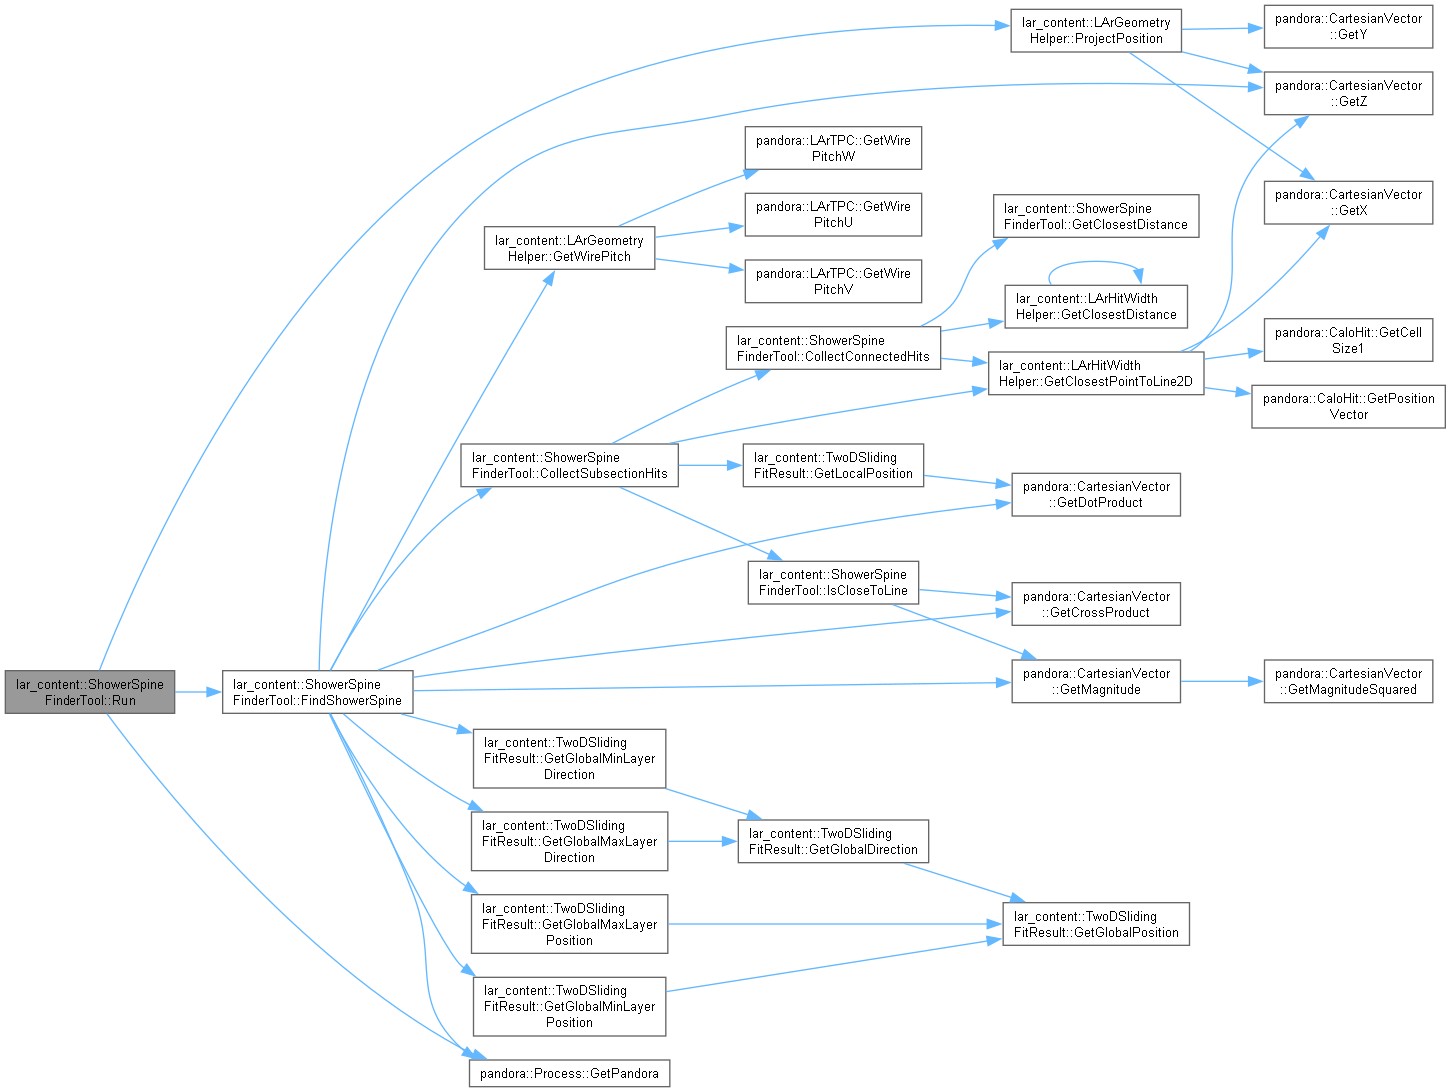 lar_content::ShowerSpine
FinderTool::Run
lar_content::ShowerSpine
FinderTool::FindShowerSpine
lar_content::LArGeometry
Helper::GetWirePitch
lar_content::ShowerSpine
FinderTool::CollectSubsectionHits
lar_content::TwoDSliding
FitResult::GetGlobalMinLayer
Direction
lar_content::TwoDSliding
FitResult::GetGlobalMaxLayer
Direction
lar_content::TwoDSliding
FitResult::GetGlobalMaxLayer
Position
lar_content::TwoDSliding
FitResult::GetGlobalMinLayer
Position
pandora::Process::GetPandora
pandora::LArTPC::GetWire
PitchW
pandora::LArTPC::GetWire
PitchU
pandora::LArTPC::GetWire
PitchV
lar_content::ShowerSpine
FinderTool::CollectConnectedHits
lar_content::TwoDSliding
FitResult::GetLocalPosition
lar_content::ShowerSpine
FinderTool::IsCloseToLine
lar_content::TwoDSliding
FitResult::GetGlobalDirection
lar_content::LArGeometry
Helper::ProjectPosition
lar_content::ShowerSpine
FinderTool::GetClosestDistance
lar_content::LArHitWidth
Helper::GetClosestDistance
lar_content::LArHitWidth
Helper::GetClosestPointToLine2D
pandora::CartesianVector
::GetDotProduct
pandora::CartesianVector
::GetCrossProduct
pandora::CartesianVector
::GetMagnitude
lar_content::TwoDSliding
FitResult::GetGlobalPosition
pandora::CartesianVector
::GetY
pandora::CartesianVector
::GetZ
pandora::CartesianVector
::GetX
pandora::CaloHit::GetCell
Size1
pandora::CaloHit::GetPosition
Vector
pandora::CartesianVector
::GetMagnitudeSquared